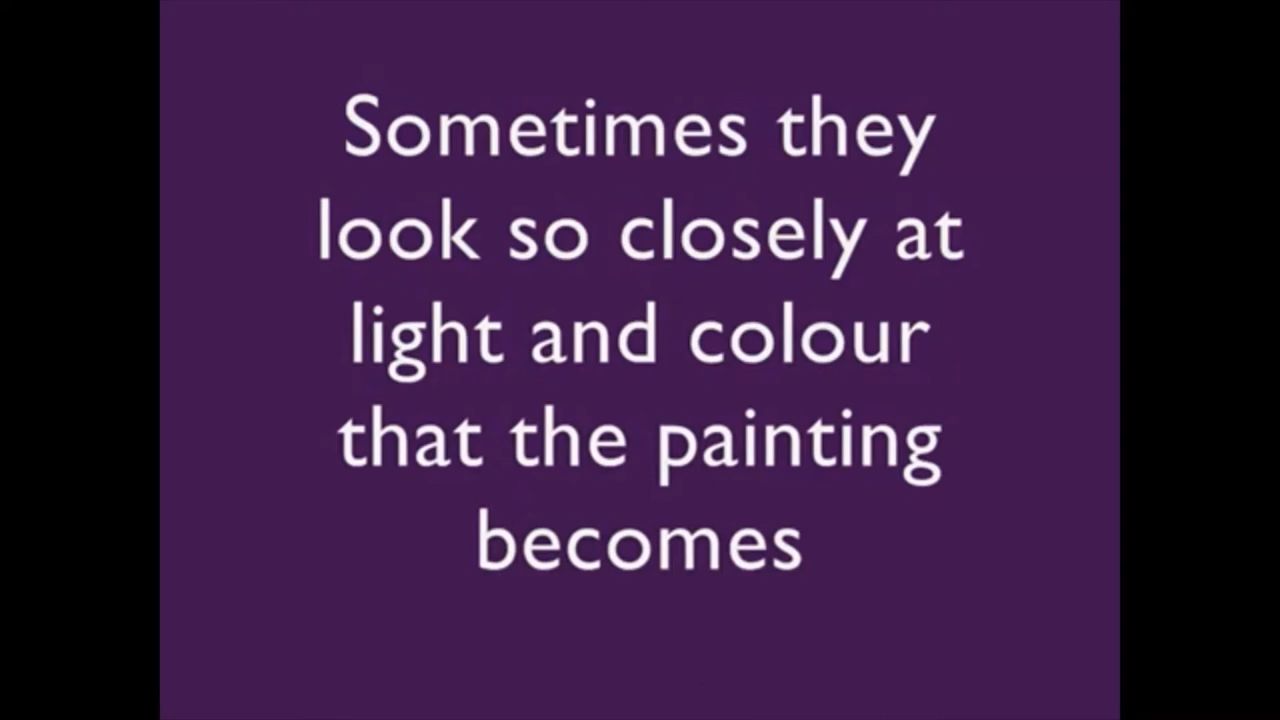 Sometimes they
look so closely at
light and colour
that the painting
becomes